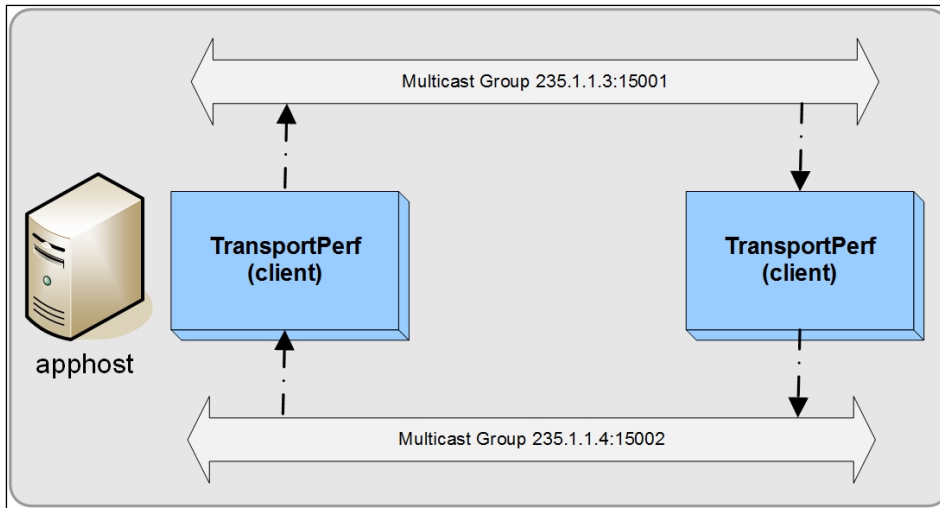 Multicast Group 235.1.1.3:15001
TransportPerf
(client)
TransportPerf
(client)
apphost
Multicast Group 235.1.1.4:15002